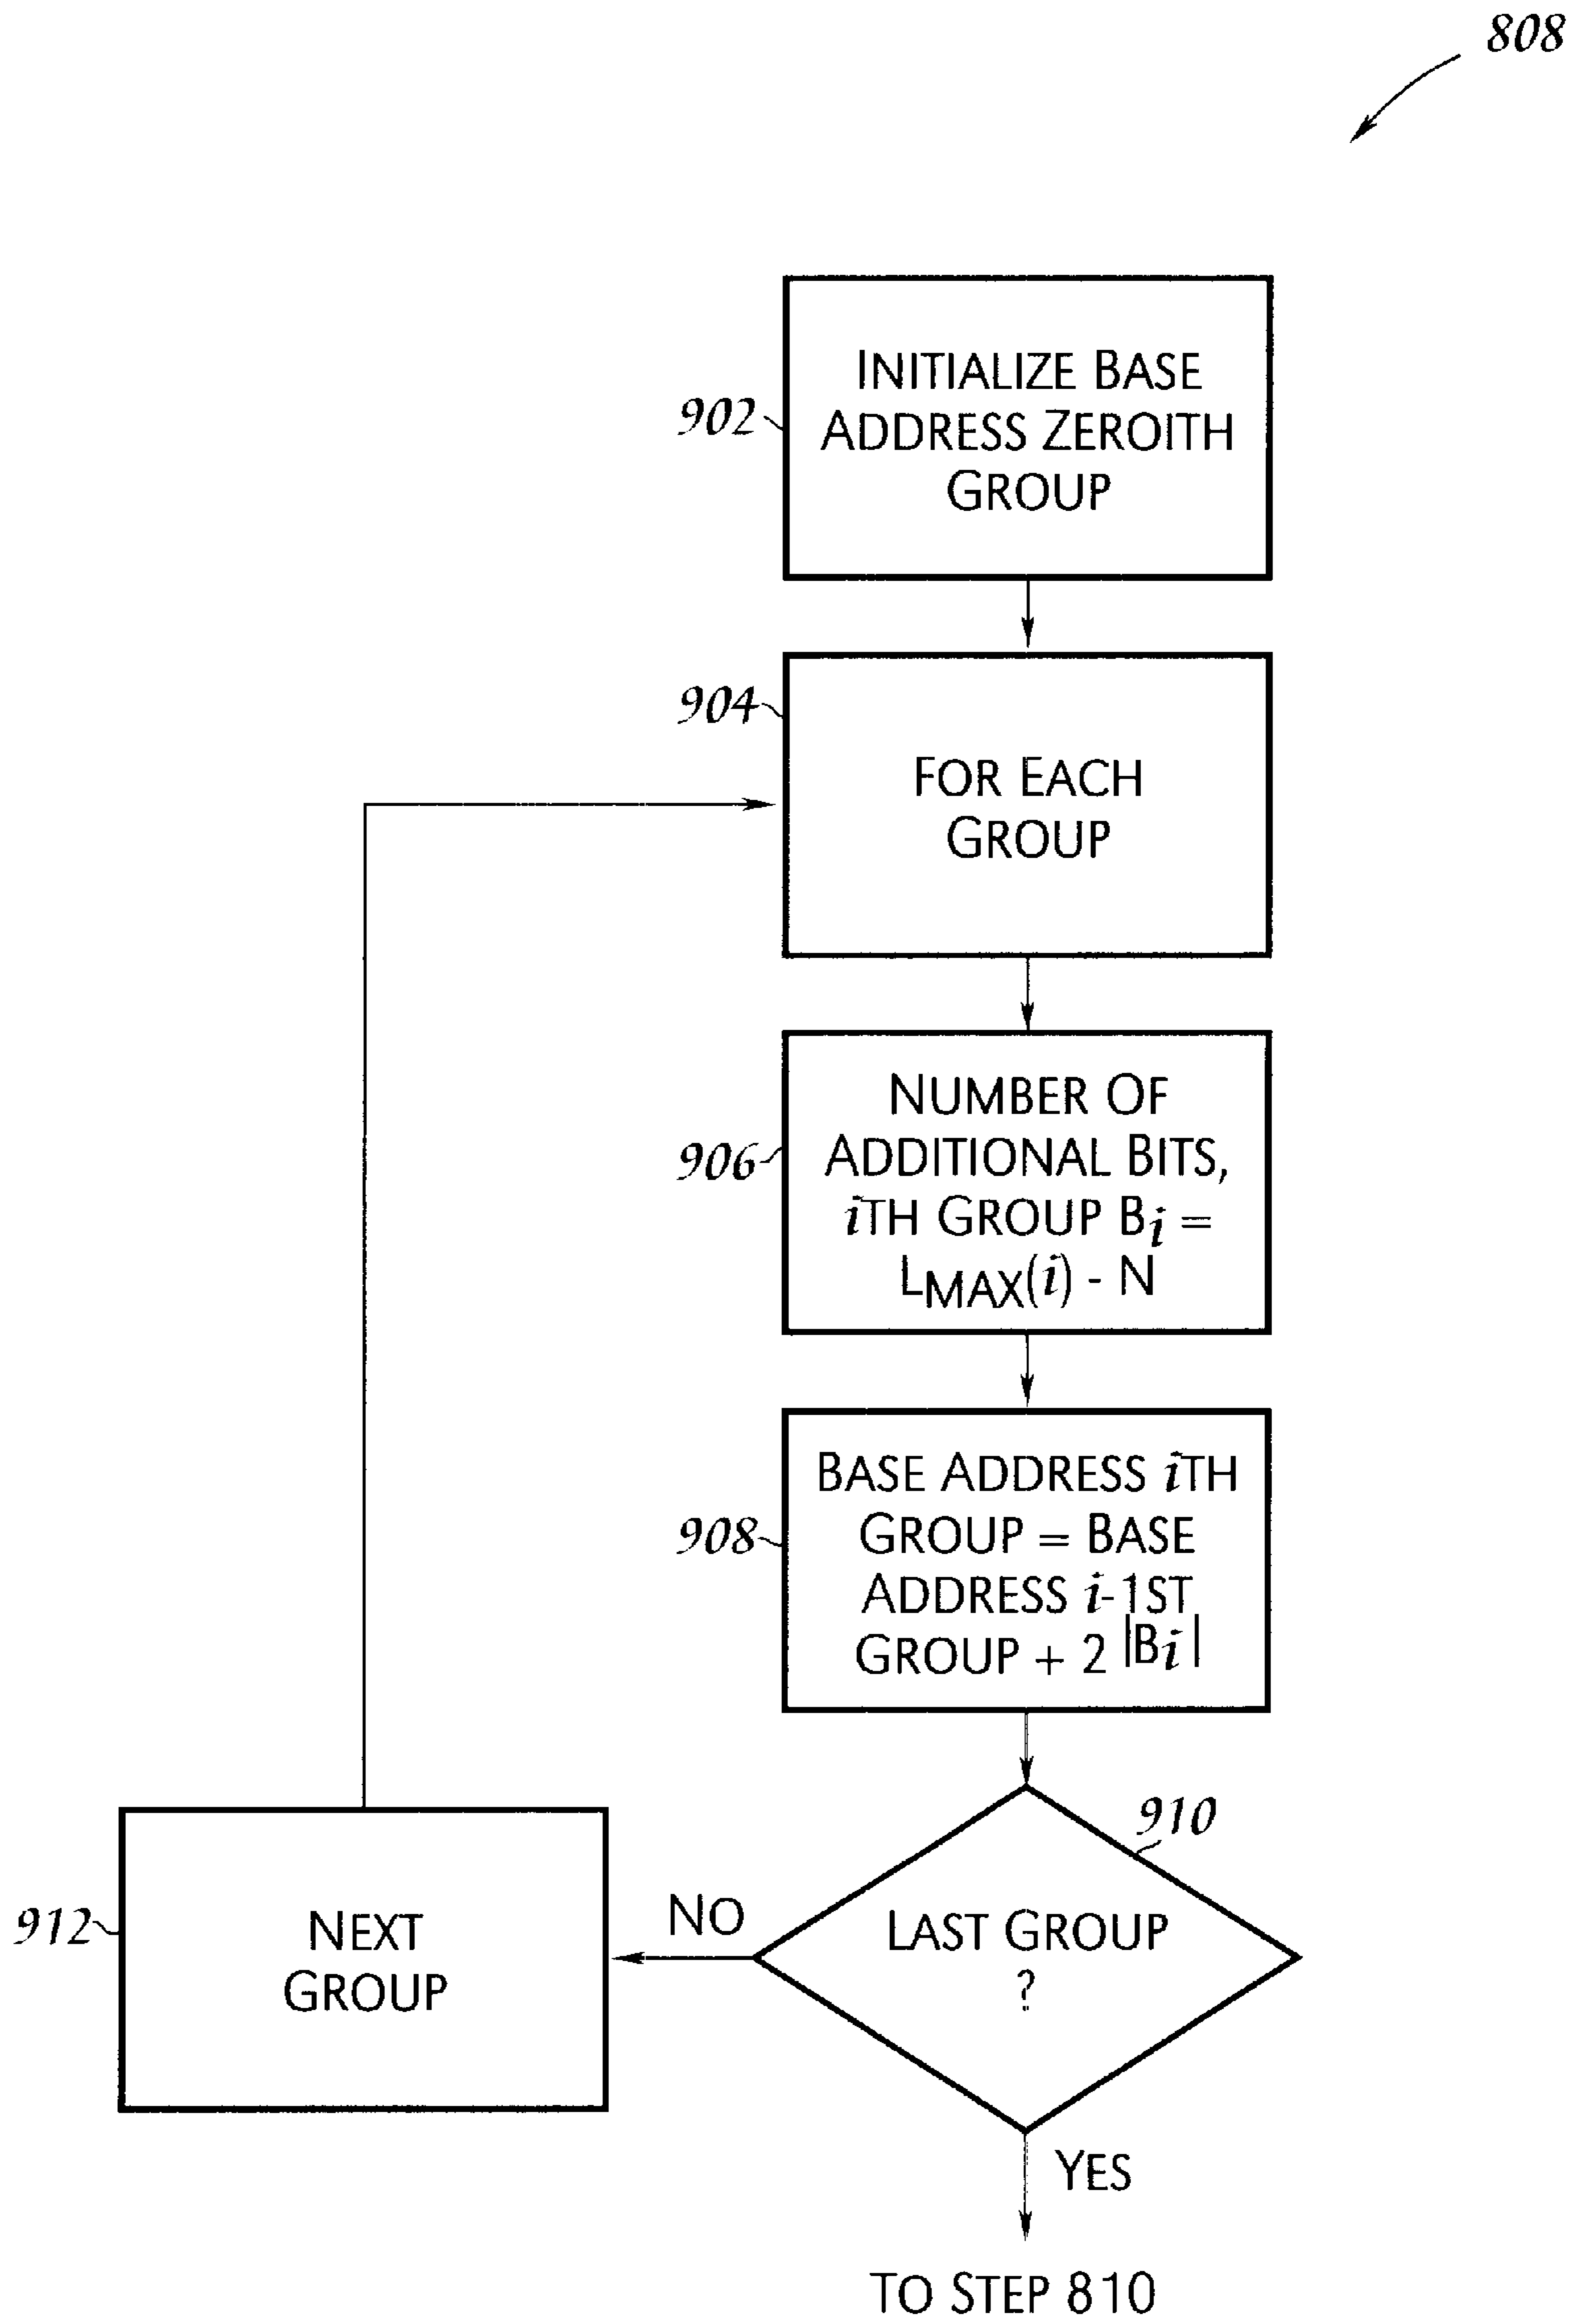 808
INITIALIZE BASE
ADDRESS ZEROITH
GROUP
902
904
FOR EACH
GROUP
NUMBER OF
ADDITIONAL BITS,
iTH GROUP Bi =
LMAX(i) - N
906
BASE ADDRESS iTH
GROUP = BASE
ADDRESS i-1ST
GROUP + 2 |Bi|
908
910
LAST GROUP
?
NO
912
NEXT
GROUP
YES
TO STEP 810